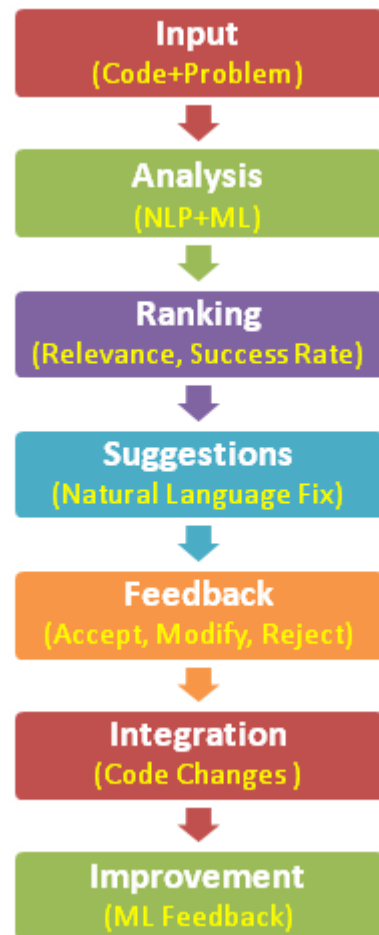 Input
(Code+Problem)
Analysis
(NLP+ML)
Ranking
(Relevance, Success Rate)
Suggestions
(Natural Language Fix)
Feedback
(Accept, Modify, Reject)
Integration
(Code Changes )
Improvement
(ML Feedback)